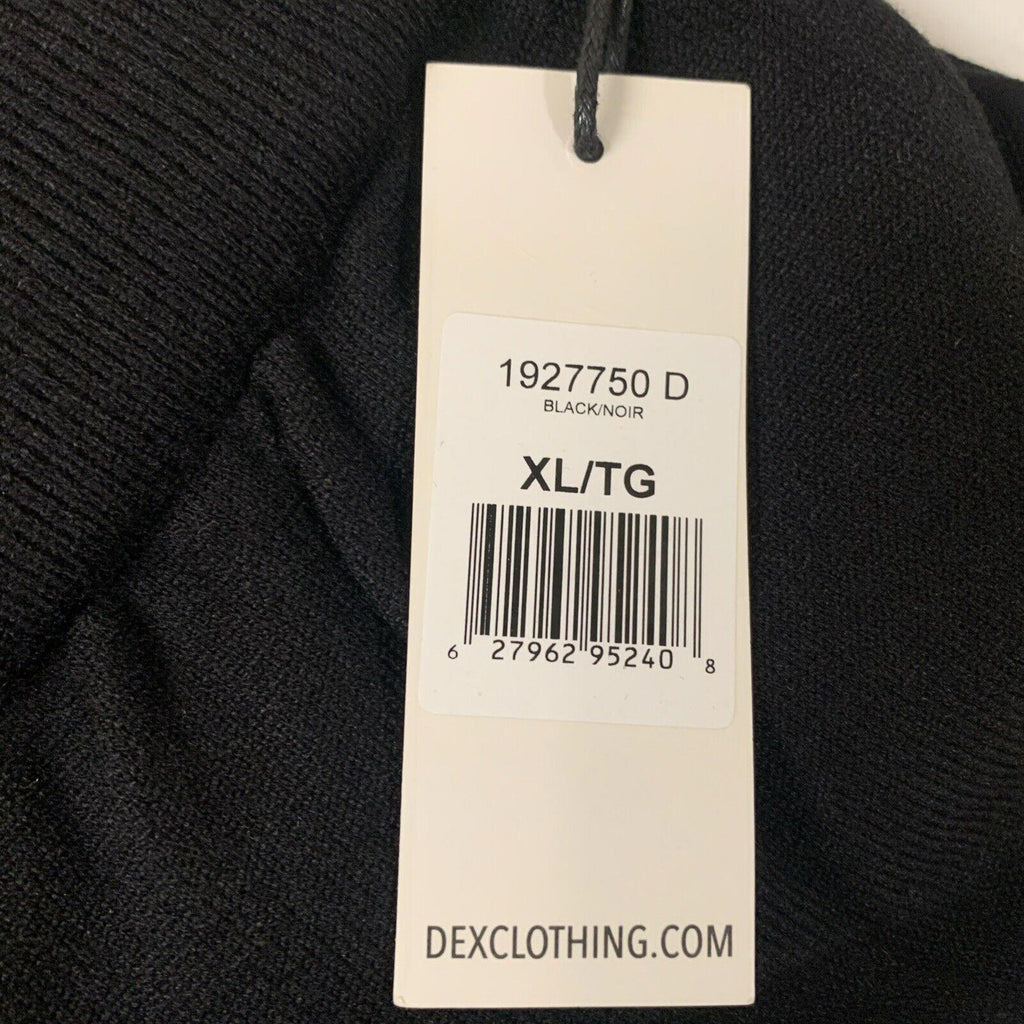 1927750 D
BLACK/NOIR
XL/TG
6 27962 95240 8
DEXCLOTHING.COM